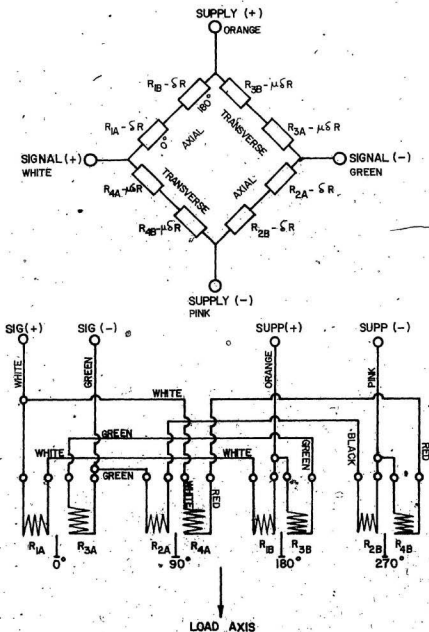 SUPPLY (+)
ORANGE
R1B-δR
R3B-μδR
180°
R1A-δR
R3A-μδR
0°
AXIAL
TRANSVERSE
SIGNAL (+)
WHITE
SIGNAL (-)
GREEN
R4A-μδR
TRANSVERSE
AXIAL
R2A-δR
R4B-μδR
R2B-δR
SUPPLY (-)
PINK
SIG(+)
SIG (-)
SUPP(+)
SUPP (-)
WHITE
GREEN
ORANGE
PINK
WHITE
GREEN
WHITE
WHITE
GREEN
WHITE
RED
GREEN
BLACK
RED
R1A
R3A
R2A
R4A
R1B
R3B
R2B
R4B
0°
90°
180°
270°
LOAD AXIS